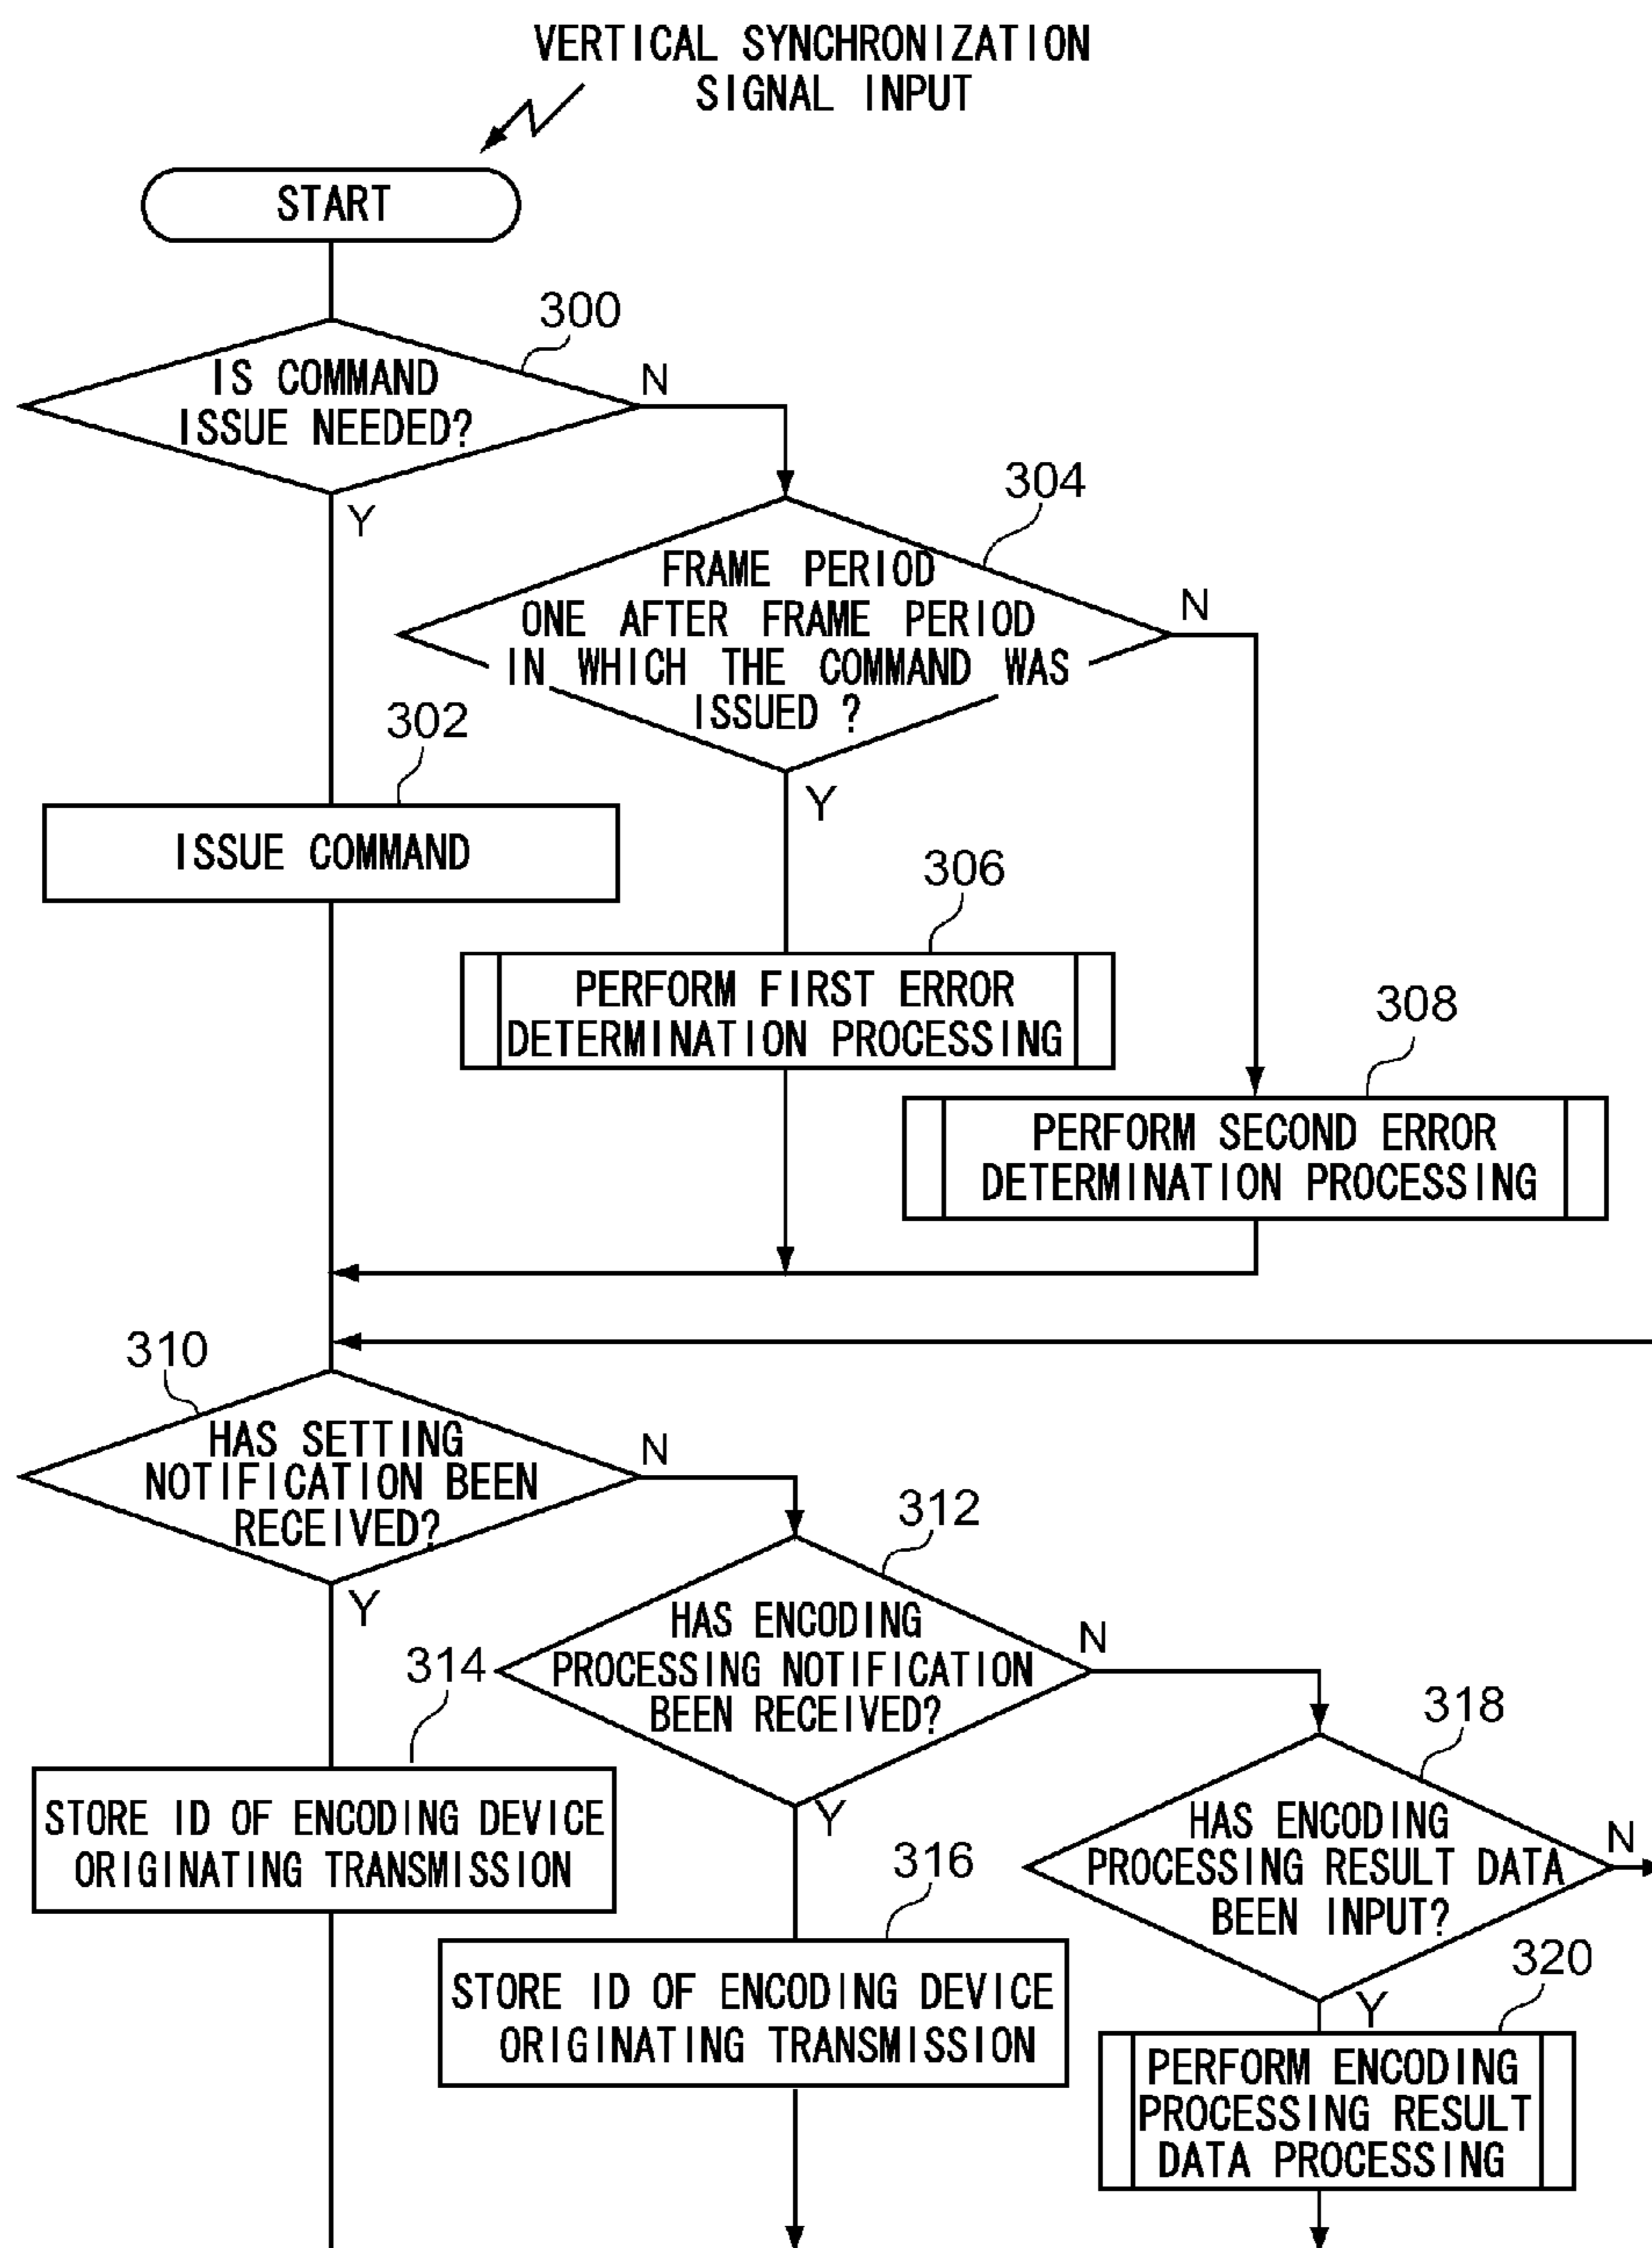 VERTICAL SYNCHRONIZATION
SIGNAL INPUT
START
300
IS COMMAND
ISSUE NEEDED?
N
Y
304
FRAME PERIOD
ONE AFTER FRAME PERIOD
IN WHICH THE COMMAND WAS
ISSUED ?
N
Y
302
ISSUE COMMAND
306
PERFORM FIRST ERROR
DETERMINATION PROCESSING
308
PERFORM SECOND ERROR
DETERMINATION PROCESSING
310
HAS SETTING
NOTIFICATION BEEN
RECEIVED?
N
Y
312
HAS ENCODING
PROCESSING NOTIFICATION
BEEN RECEIVED?
N
Y
314
STORE ID OF ENCODING DEVICE
ORIGINATING TRANSMISSION
316
STORE ID OF ENCODING DEVICE
ORIGINATING TRANSMISSION
318
HAS ENCODING
PROCESSING RESULT DATA
BEEN INPUT?
N
Y
320
PERFORM ENCODING
PROCESSING RESULT
DATA PROCESSING